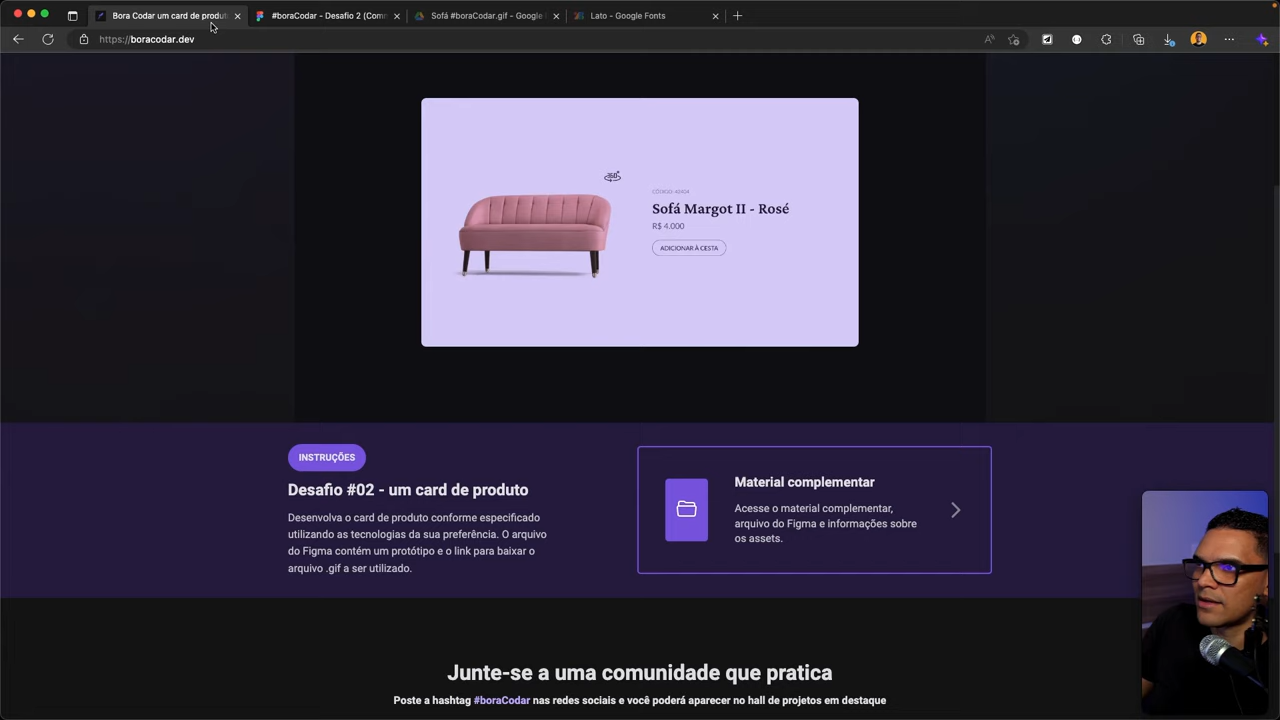 Bora Codar um card de produt
#boraCodar - Desafio 2 (Comm
Sofá #boraCodar.gif - Google
Lato - Google Fonts
https://boracodar.dev
360°
CÓDIGO: 42404
Sofá Margot II - Rosé
R$ 4.000
ADICIONAR À CESTA
INSTRUÇÕES
Desafio #02 - um card de produto
Desenvolva o card de produto conforme especificado
utilizando as tecnologias da sua preferência. O arquivo
do Figma contém um protótipo e o link para baixar o
arquivo .gif a ser utilizado.
Material complementar
Acesse o material complementar,
arquivo do Figma e informações sobre
os assets.
Junte-se a uma comunidade que pratica
Poste a hashtag #boraCodar nas redes sociais e você poderá aparecer no hall de projetos em destaque